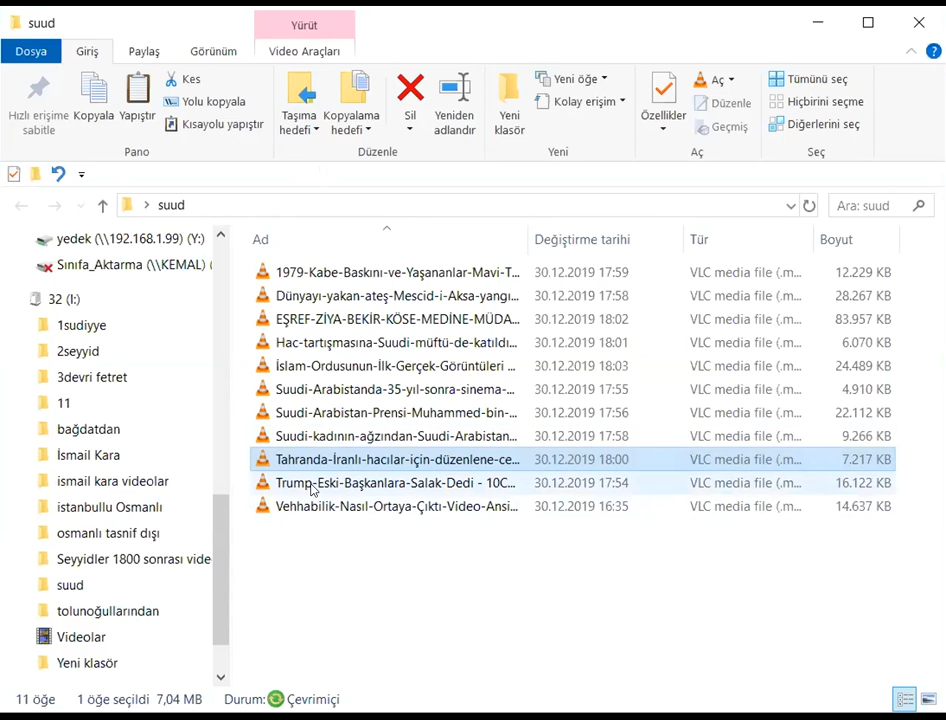 suud
Yürüt
Dosya Giriş Paylaş Görünüm Video Araçları
Hızlı erişime sabitle
Kopyala
Yapıştır
Kes
Yolu kopyala
Kısayolu yapıştır
Pano
Taşıma hedefi
Kopyalama hedefi
Sil
Yeniden adlandır
Düzenle
Yeni klasör
Yeni öğe
Kolay erişim
Yeni
Özellikler
Aç
Düzenle
Geçmiş
Aç
Tümünü seç
Hiçbirini seçme
Diğerlerini seç
Seç
> suud
Ara: suud
yedek (\\192.168.1.99) (Y:)
Sınıfa_Aktarma (\\KEMAL) (
32 (I:)
1sudiyye
2seyyid
3devri fetret
11
bağdatdan
İsmail Kara
ismail kara videolar
istanbullu Osmanlı
osmanlı tasnif dışı
Seyyidler 1800 sonrası vide
suud
tolunoğullarından
Videolar
Yeni klasör
Ad Değiştirme tarihi Tür Boyut
1979-Kabe-Baskını-ve-Yaşananlar-Mavi-T... 30.12.2019 17:59 VLC media file (.m... 12.229 KB
Dünyayı-yakan-ateş-Mescid-i-Aksa-yangı... 30.12.2019 17:58 VLC media file (.m... 28.267 KB
EŞREF-ZİYA-BEKİR-KÖSE-MEDİNE-MÜDA... 30.12.2019 18:02 VLC media file (.m... 83.957 KB
Hac-tartışmasına-Suudi-müftü-de-katıldı... 30.12.2019 18:01 VLC media file (.m... 6.070 KB
İslam-Ordusunun-İlk-Gerçek-Görüntüleri ... 30.12.2019 18:03 VLC media file (.m... 24.489 KB
Suudi-Arabistanda-35-yıl-sonra-sinema-... 30.12.2019 17:55 VLC media file (.m... 4.910 KB
Suudi-Arabistan-Prensi-Muhammed-bin-... 30.12.2019 17:56 VLC media file (.m... 22.112 KB
Suudi-kadının-ağzından-Suudi-Arabistan... 30.12.2019 17:58 VLC media file (.m... 9.266 KB
Tahranda-İranlı-hacılar-için-düzenlene-ce... 30.12.2019 18:00 VLC media file (.m... 7.217 KB
Trump-Eski-Başkanlara-Salak-Dedi - 10C... 30.12.2019 17:54 VLC media file (.m... 16.122 KB
Vehhabilik-Nasıl-Ortaya-Çıktı-Video-Ansi... 30.12.2019 16:35 VLC media file (.m... 14.637 KB
11 öğe 1 öğe seçildi 7,04 MB Durum: Çevrimiçi